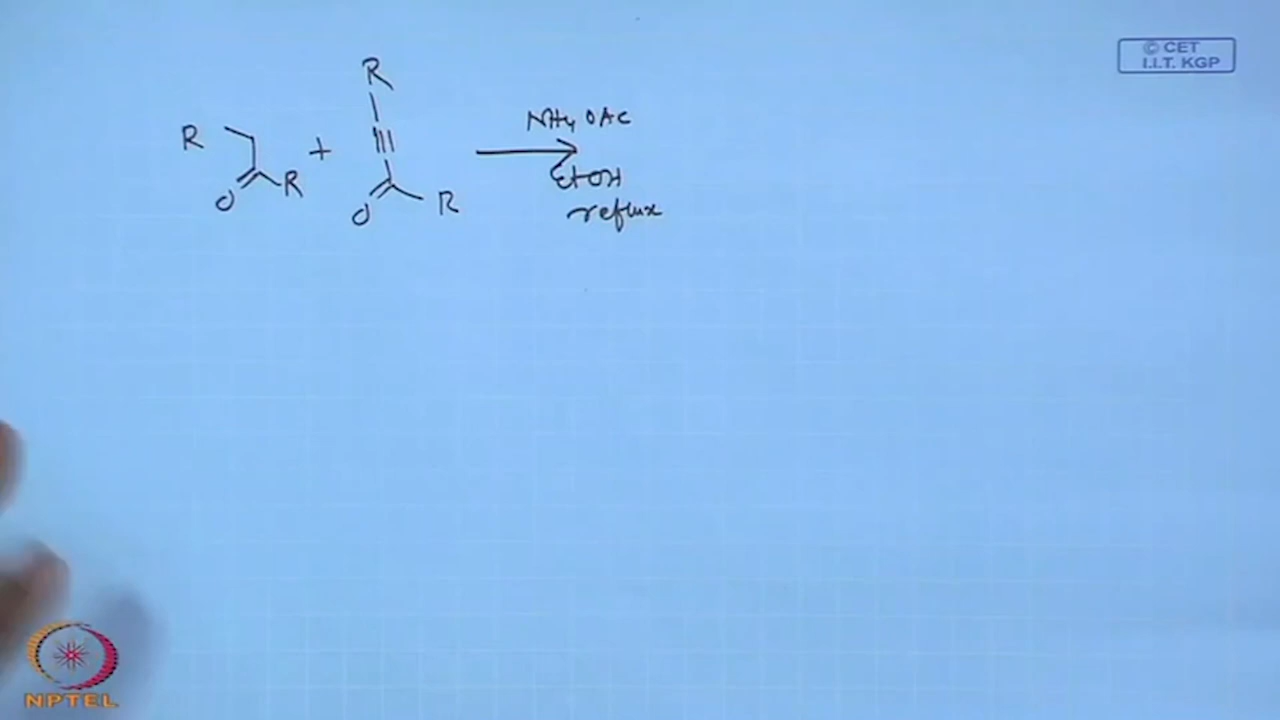 © CET
I.I.T. KGP
R
R
O
R
+
R
O
NH4OAc
EtOH
reflux
NPTEL